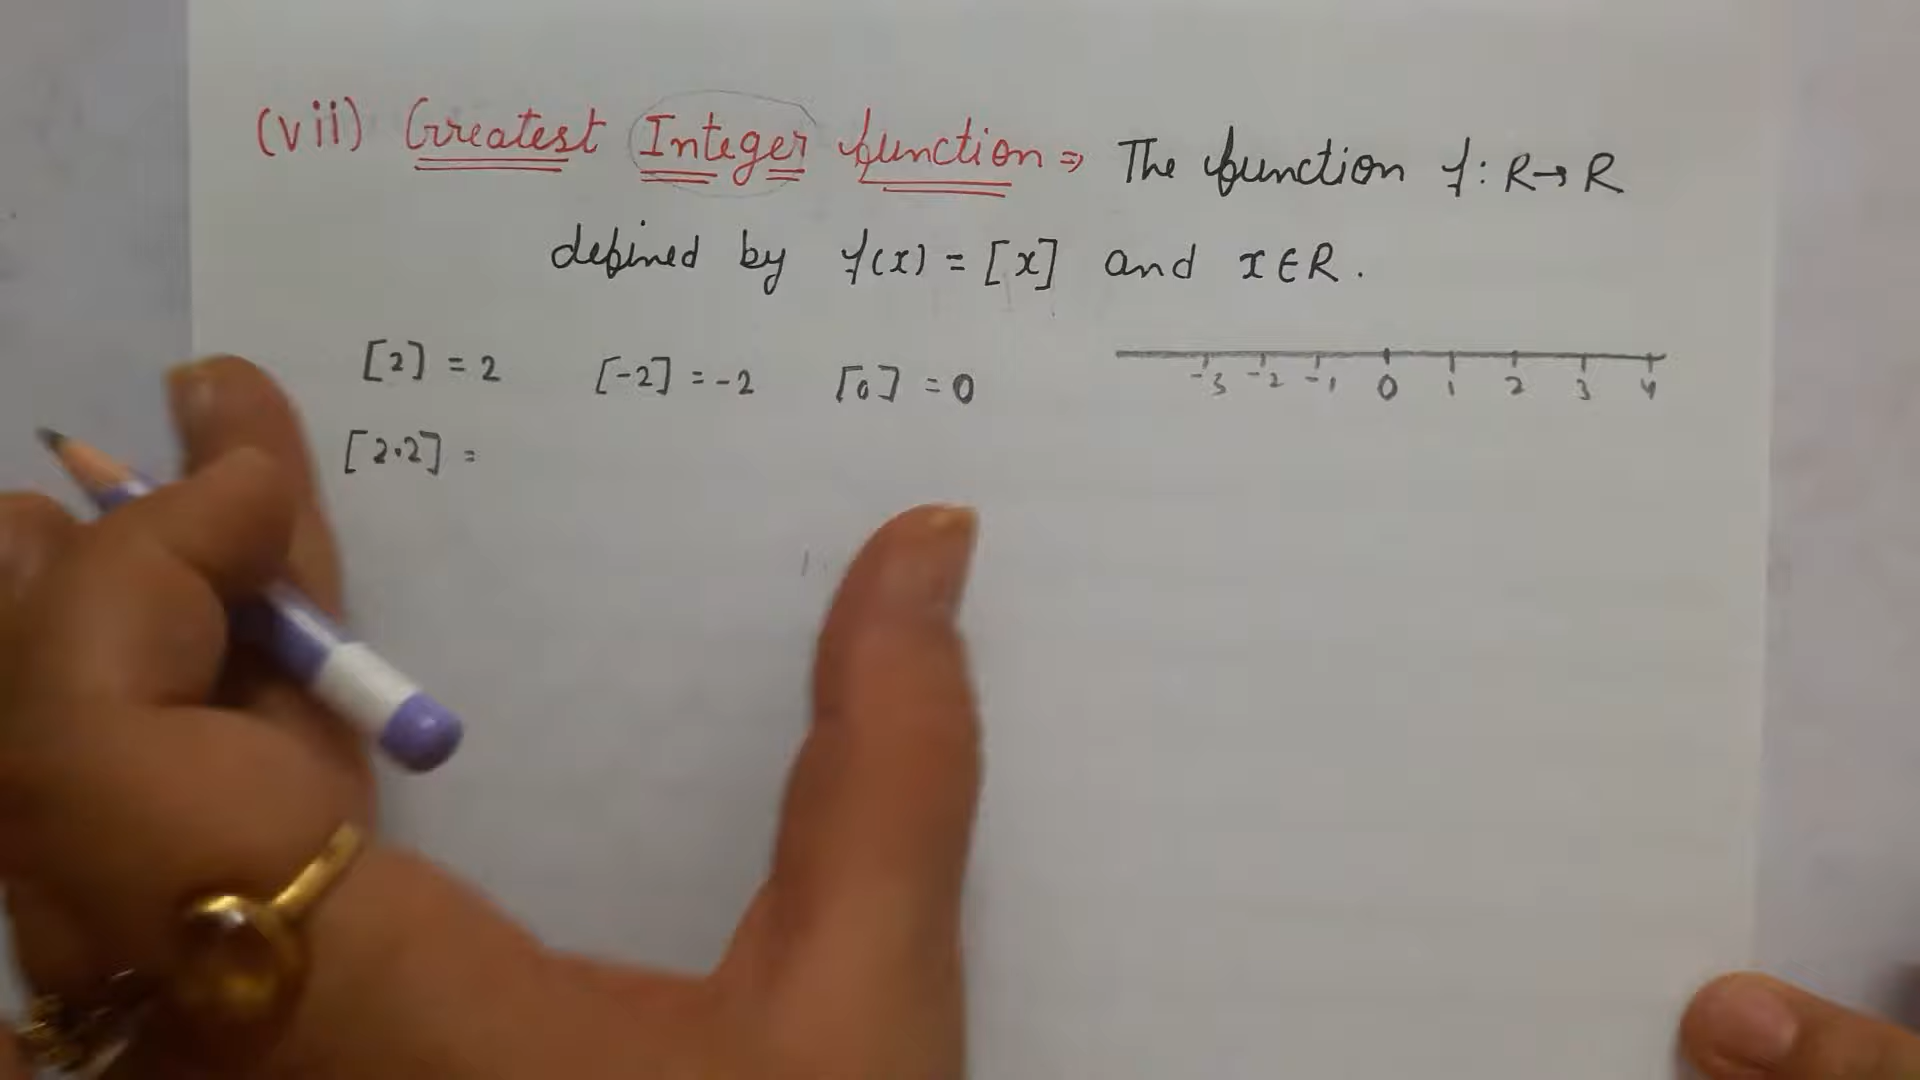 (vii) Greatest Integer function ⇒ The function f: R→R
defined by f(x) = [x] and x∈R.
[2] = 2 [-2] = -2 [0] = 0
-3 -2 -1 0 1 2 3 4
[2.2] =